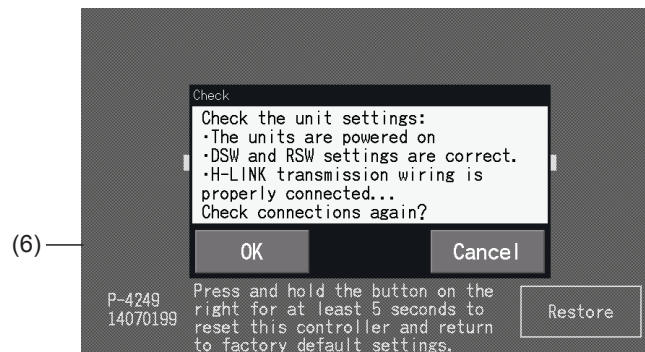 Check
Check the unit settings:
·The units are powered on
·DSW and RSW settings are correct.
·H-LINK transmission wiring is
properly connected...
Check connections again?
(6)
OK
Cancel
P-4249
14070199
Press and hold the button on the
right for at least 5 seconds to
reset this controller and return
to factory default settings.
Restore